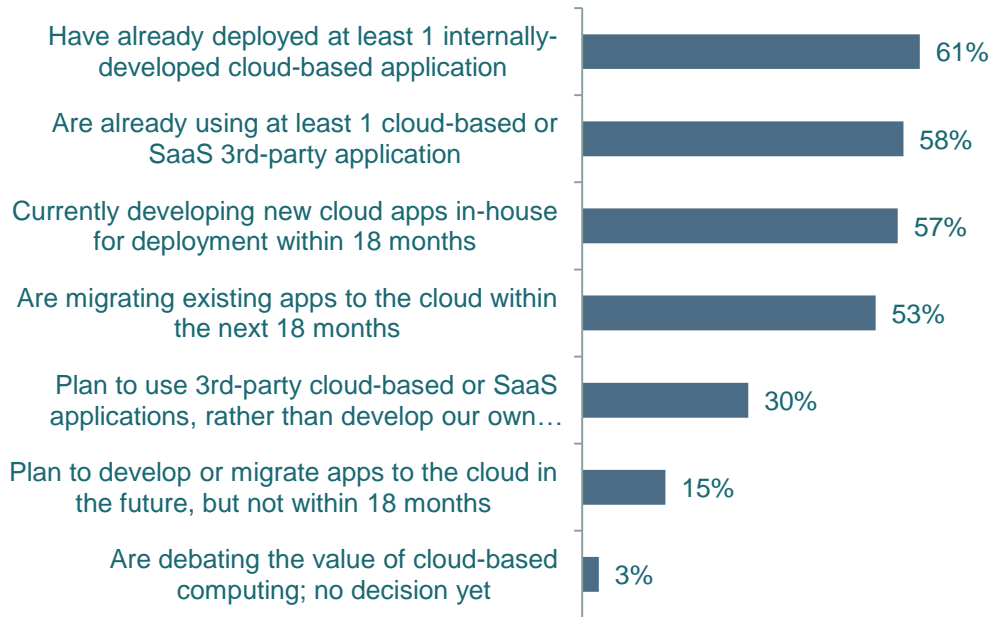 Have already deployed at least 1 internally-
developed cloud-based application
61%
Are already using at least 1 cloud-based or
SaaS 3rd-party application
58%
Currently developing new cloud apps in-house
for deployment within 18 months
57%
Are migrating existing apps to the cloud within
the next 18 months
53%
Plan to use 3rd-party cloud-based or SaaS
applications, rather than develop our own…
30%
Plan to develop or migrate apps to the cloud in
the future, but not within 18 months
15%
Are debating the value of cloud-based
computing; no decision yet
3%